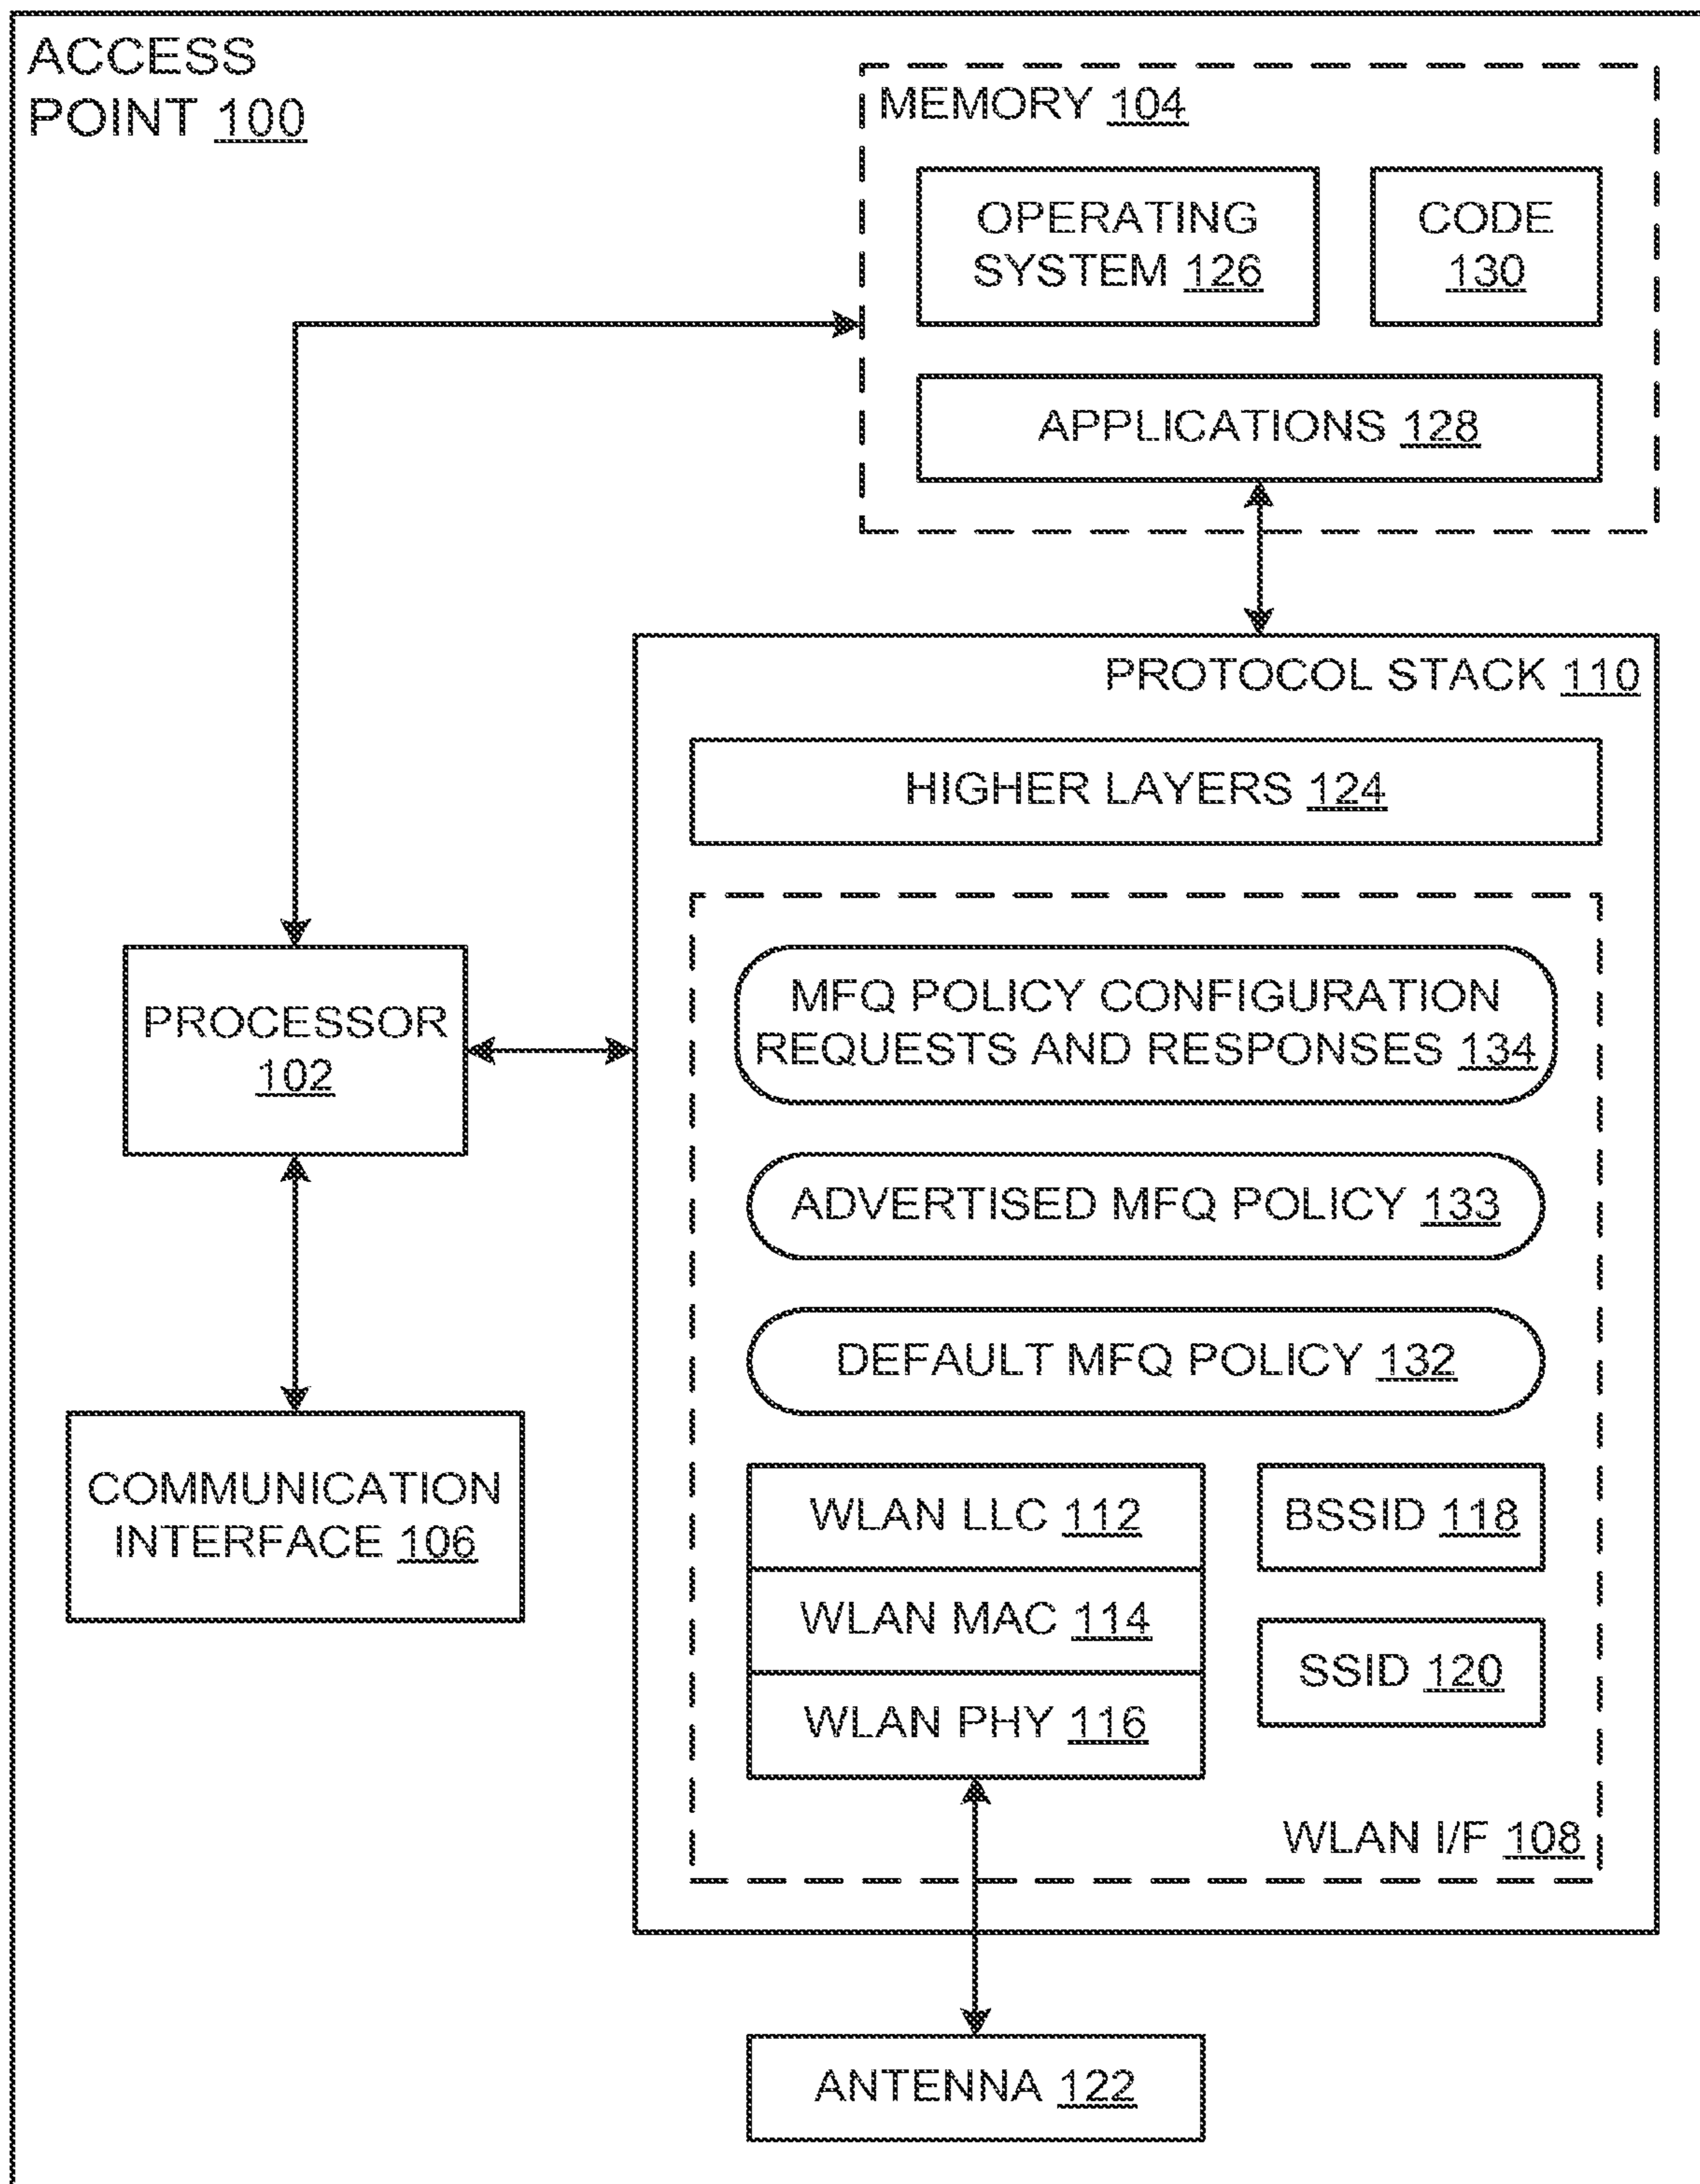 ACCESS
POINT 100
MEMORY 104
OPERATING
SYSTEM 126
CODE
130
APPLICATIONS 128
PROTOCOL STACK 110
HIGHER LAYERS 124
MFQ POLICY CONFIGURATION
REQUESTS AND RESPONSES 134
PROCESSOR
102
ADVERTISED MFQ POLICY 133
DEFAULT MFQ POLICY 132
COMMUNICATION
INTERFACE 106
WLAN LLC 112
BSSID 118
WLAN MAC 114
SSID 120
WLAN PHY 116
WLAN I/F 108
ANTENNA 122